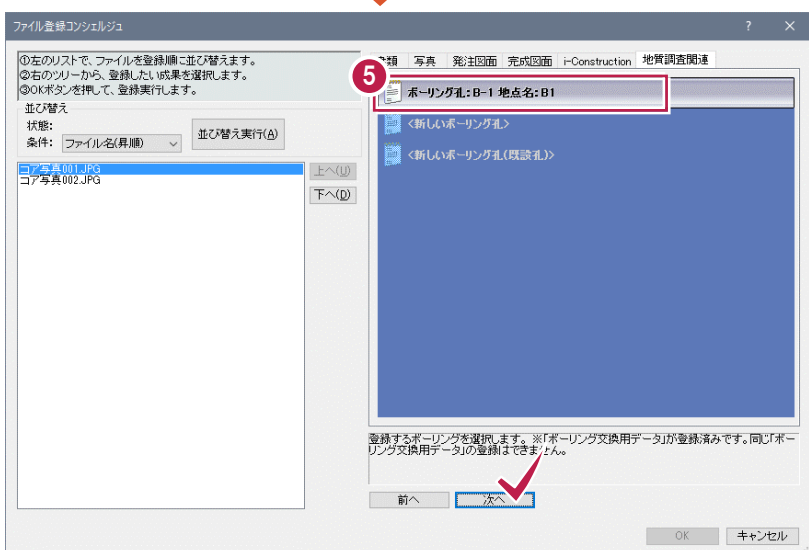 ファイル登録コンシェルジュ
? ×
①左のリストで、ファイルを登録順に並び替えます。
②右のツリーから、登録したい成果を選択します。
③OKボタンを押して、登録実行します。
並び替え
状態:
条件: ファイル名(昇順)
並び替え実行(A)
コア写真001.JPG
コア写真002.JPG
上へ(U)
下へ(D)
類 写真 発注図面 完成図面 i-Construction 地質調査関連
5
ボーリング孔:B-1 地点名:B1
<新しいボーリング孔>
<新しいボーリング孔(既設孔)>
登録するボーリングを選択します。※「ボーリング交換用データ」が登録済みです。同じ「ボー
リング交換用データ」の登録はできません。
前へ 次へ
OK キャンセル